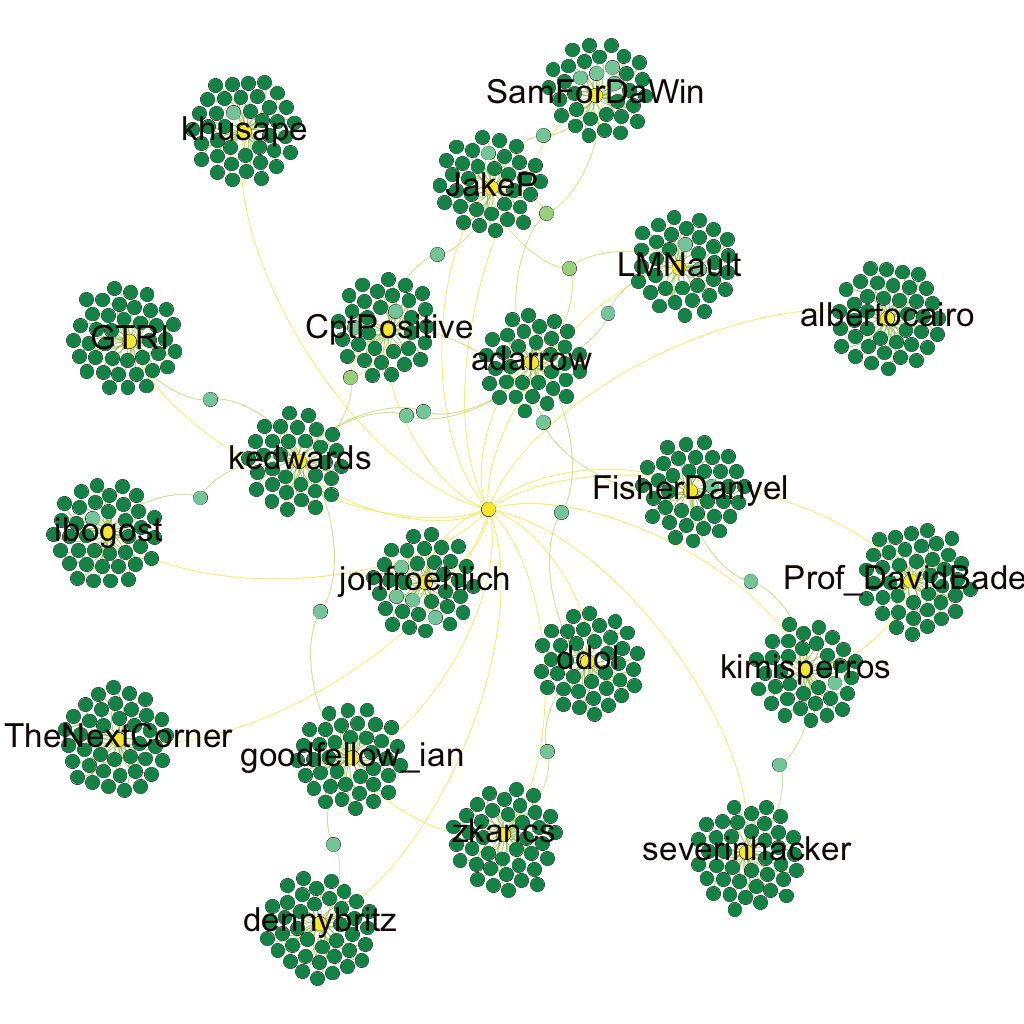 SamForDaWin
khusape
JakeP
LMNault
albertocairo
CptPositive
GTRI
adarrow
kedwards
FisherDanyel
ibogost
jonfroehlich
Prof_DavidBade
ddol
kimisperros
TheNextCorner
goodfellow_ian
zkancs
severinhacker
dennybritz